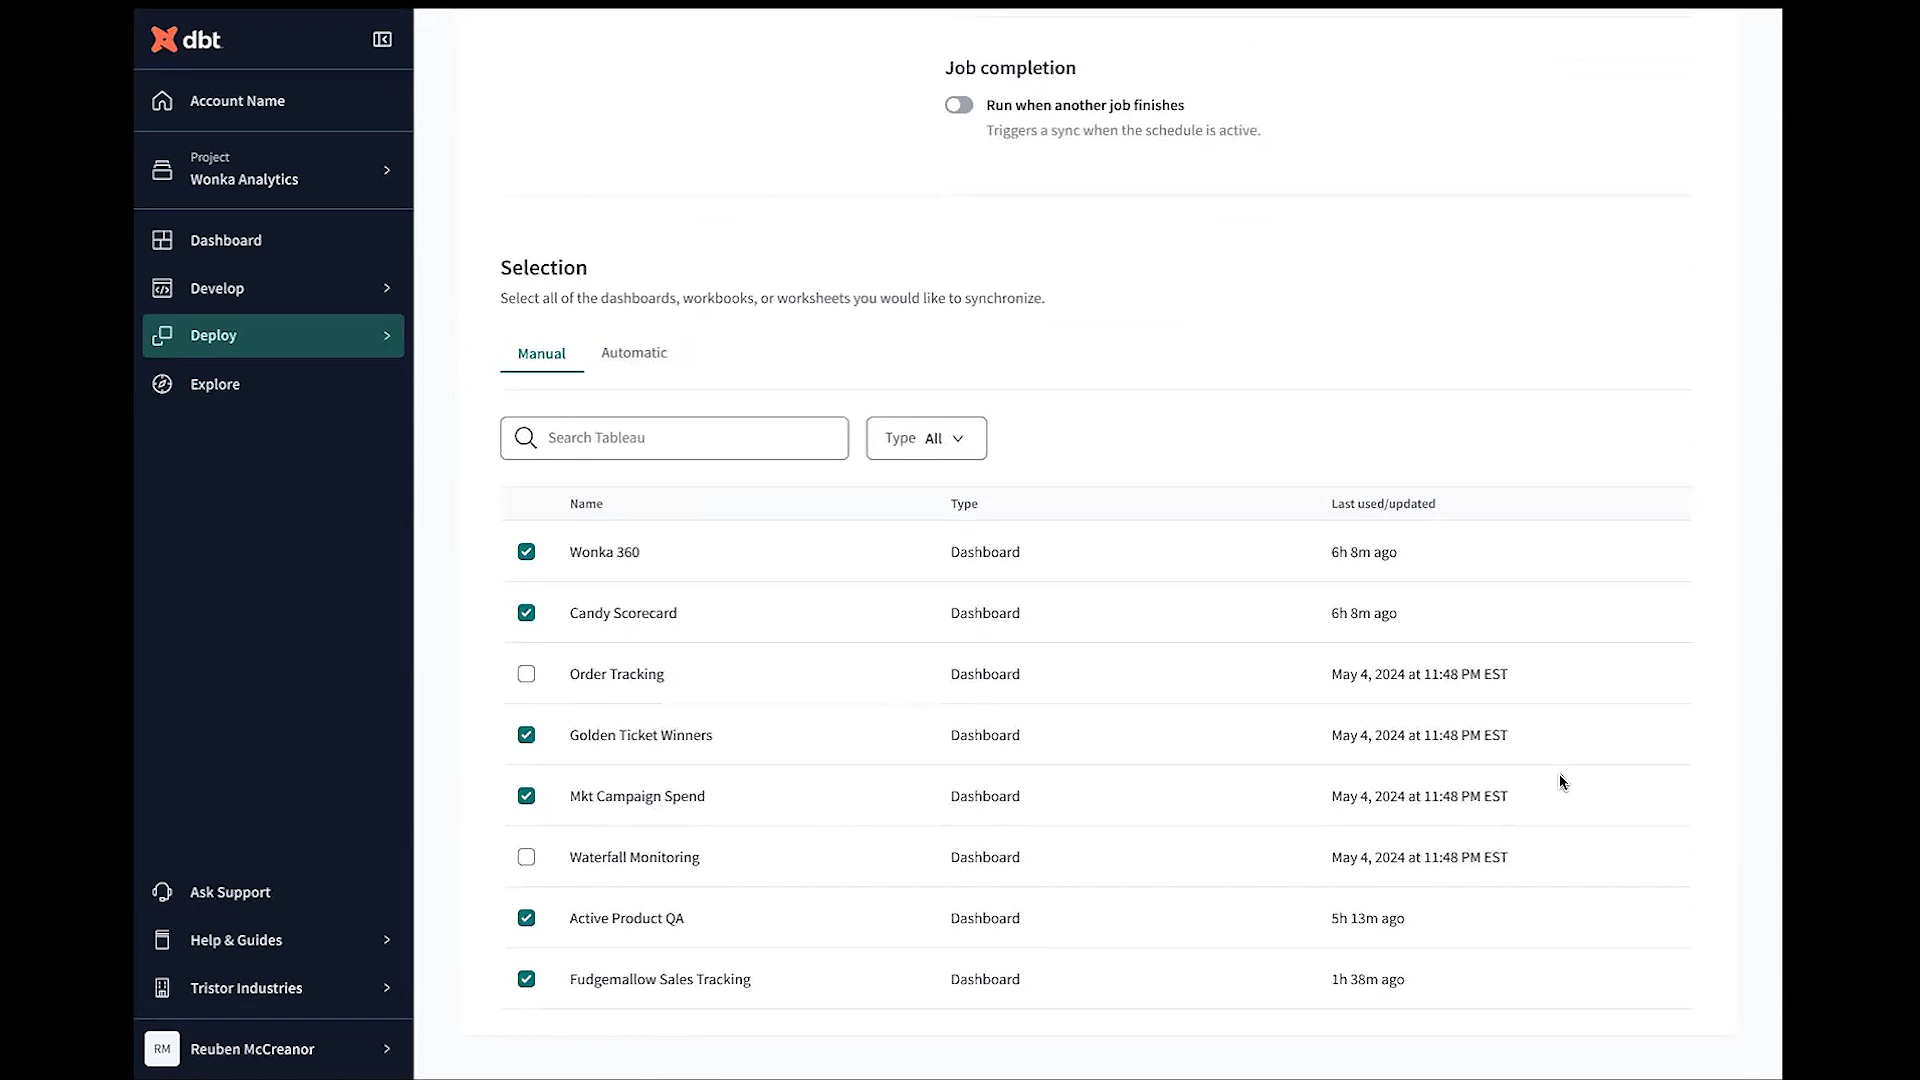 dbt
Account Name
Project
Wonka Analytics
Dashboard
Develop
Deploy
Explore
Ask Support
Help & Guides
Tristor Industries
RM Reuben McCreanor
Job completion
Run when another job finishes
Triggers a sync when the schedule is active.
Selection
Select all of the dashboards, workbooks, or worksheets you would like to synchronize.
Manual Automatic
Search Tableau Type All
Name Type Last used/updated
Wonka 360 Dashboard 6h 8m ago
Candy Scorecard Dashboard 6h 8m ago
Order Tracking Dashboard May 4, 2024 at 11:48 PM EST
Golden Ticket Winners Dashboard May 4, 2024 at 11:48 PM EST
Mkt Campaign Spend Dashboard May 4, 2024 at 11:48 PM EST
Waterfall Monitoring Dashboard May 4, 2024 at 11:48 PM EST
Active Product QA Dashboard 5h 13m ago
Fudgemallow Sales Tracking Dashboard 1h 38m ago